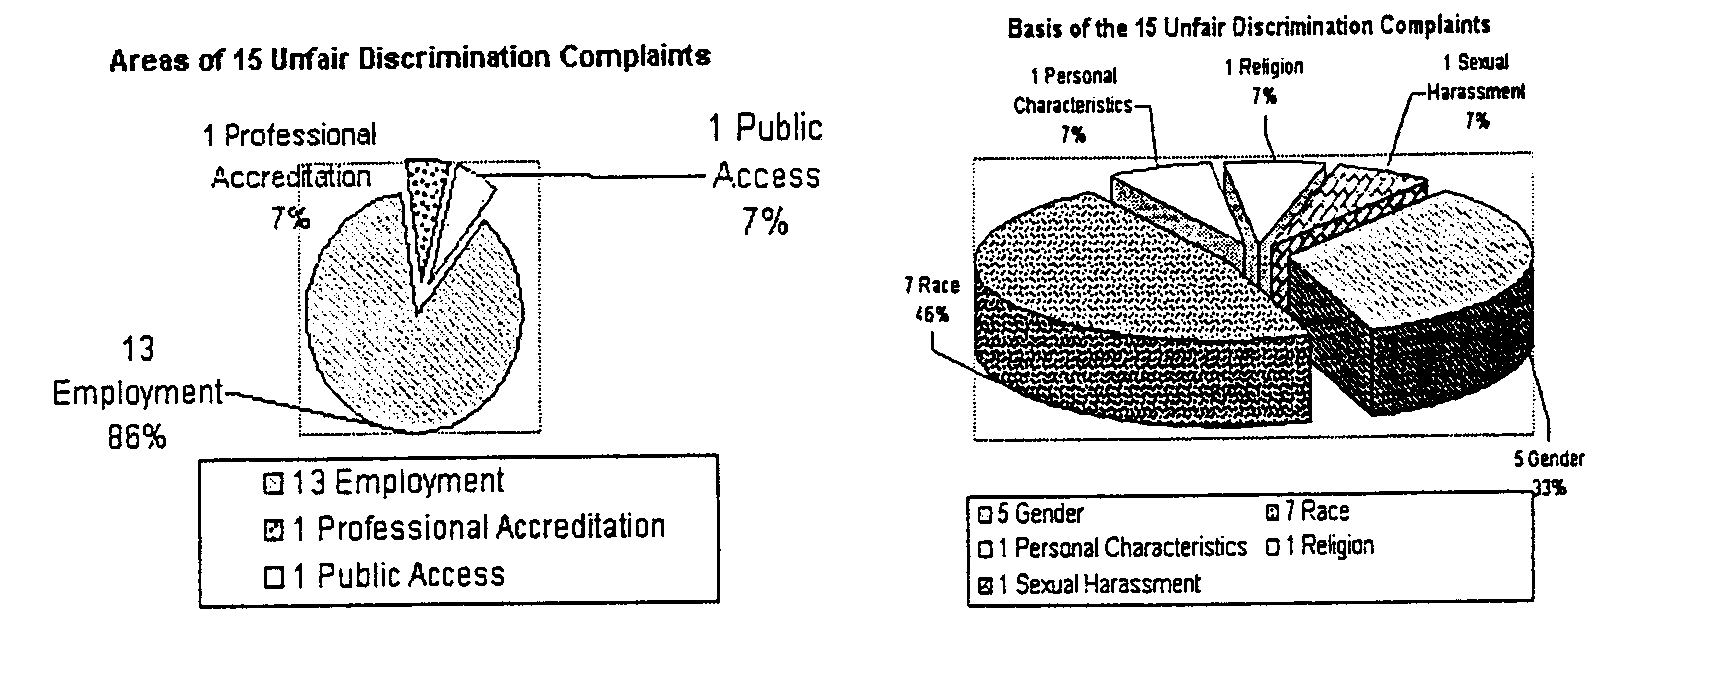 Areas of 15 Unfair Discrimination Complaints
1 Professional
Accreditation
7%
1 Public
Access
7%
13
Employment
86%
13 Employment
1 Professional Accreditation
1 Public Access
Basis of the 15 Unfair Discrimination Complaints
1 Personal
Characteristics
7%
1 Religion
7%
1 Sexual
Harassment
7%
7 Race
46%
5 Gender
33%
5 Gender
7 Race
1 Personal Characteristics
1 Religion
1 Sexual Harassment